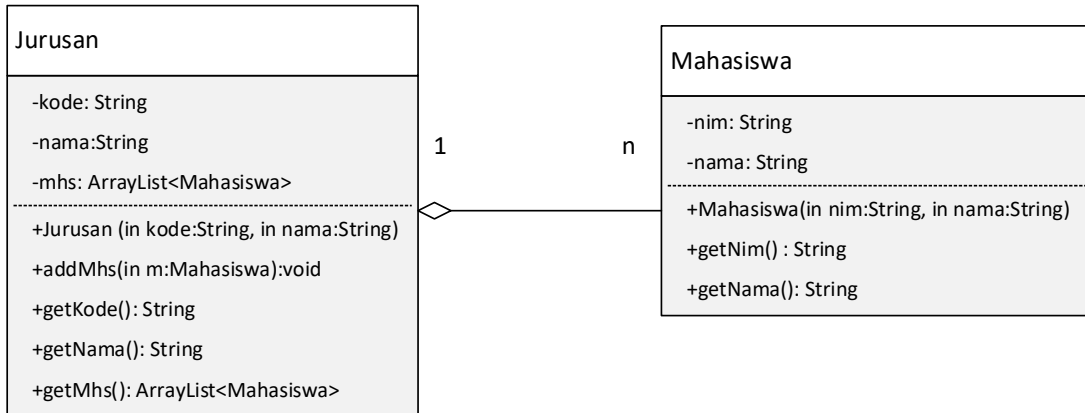 Jurusan
-kode: String
-nama:String
-mhs: ArrayList<Mahasiswa>
+Jurusan (in kode:String, in nama:String)
+addMhs(in m:Mahasiswa):void
+getKode(): String
+getNama(): String
+getMhs(): ArrayList<Mahasiswa>
1
n
Mahasiswa
-nim: String
-nama: String
+Mahasiswa(in nim:String, in nama:String)
+getNim() : String
+getNama(): String